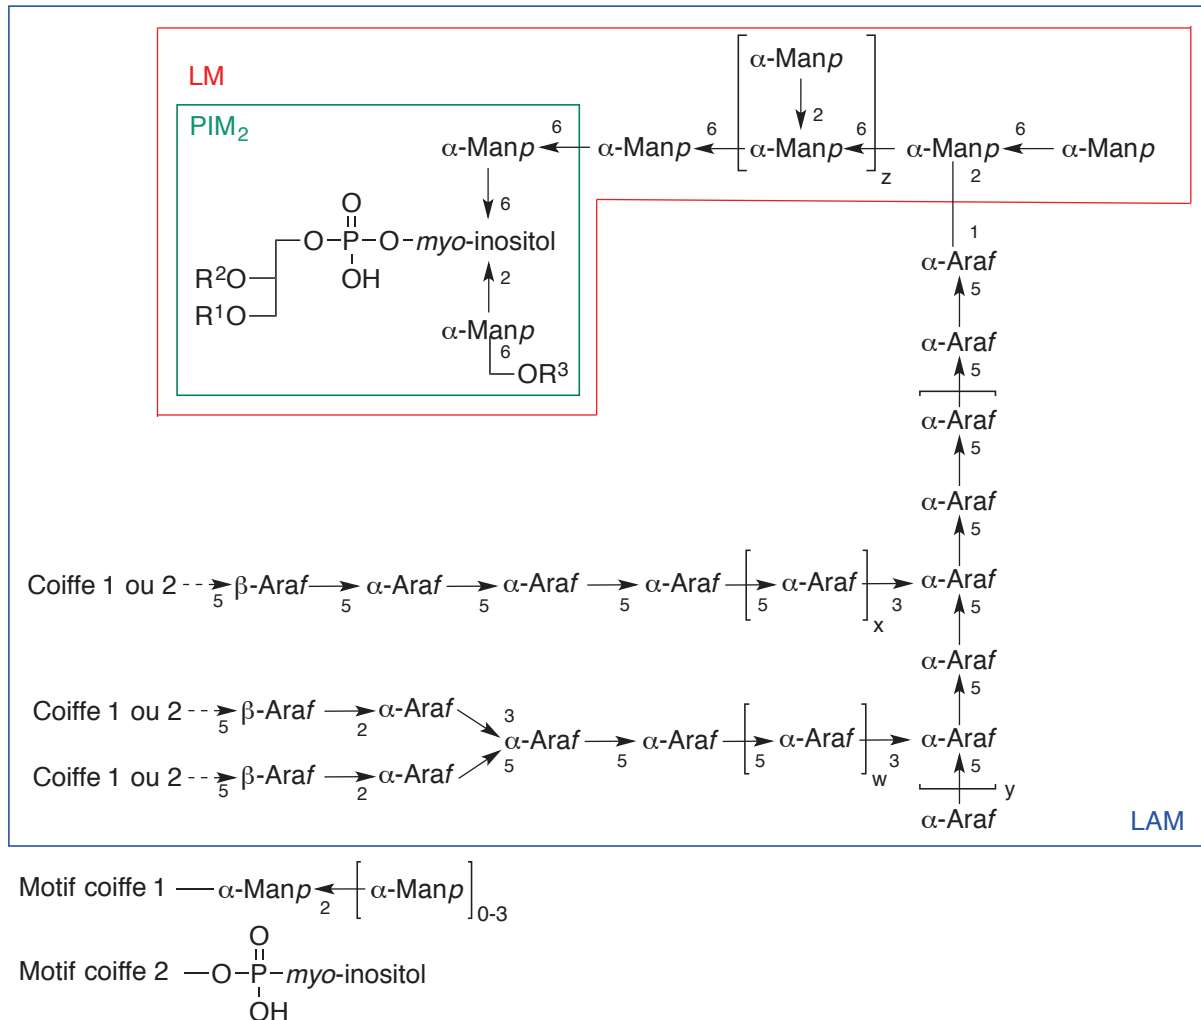 α-Manp
LM
2
PIM₂
6 6 6 6
α-Manp α-Manp α-Manp α-Manp α-Manp
z
2
O
6
1
O P O myo-inositol
α-Araf
R²O
OH
2
5
R¹O
α-Manp
α-Araf
6
5
OR³
α-Araf
5
α-Araf
5
Coiffe 1 ou 2 β-Araf α-Araf α-Araf α-Araf α-Araf α-Araf
5 5 5 5 5 3 5
x
α-Araf
5
Coiffe 1 ou 2 β-Araf α-Araf
5 2 3
α-Araf α-Araf α-Araf α-Araf
5 5 5 3 5
w
Coiffe 1 ou 2 β-Araf α-Araf
5 2
y
α-Araf
LAM
Motif coiffe 1 α-Manp α-Manp
2 0-3
O
Motif coiffe 2 O P myo-inositol
OH